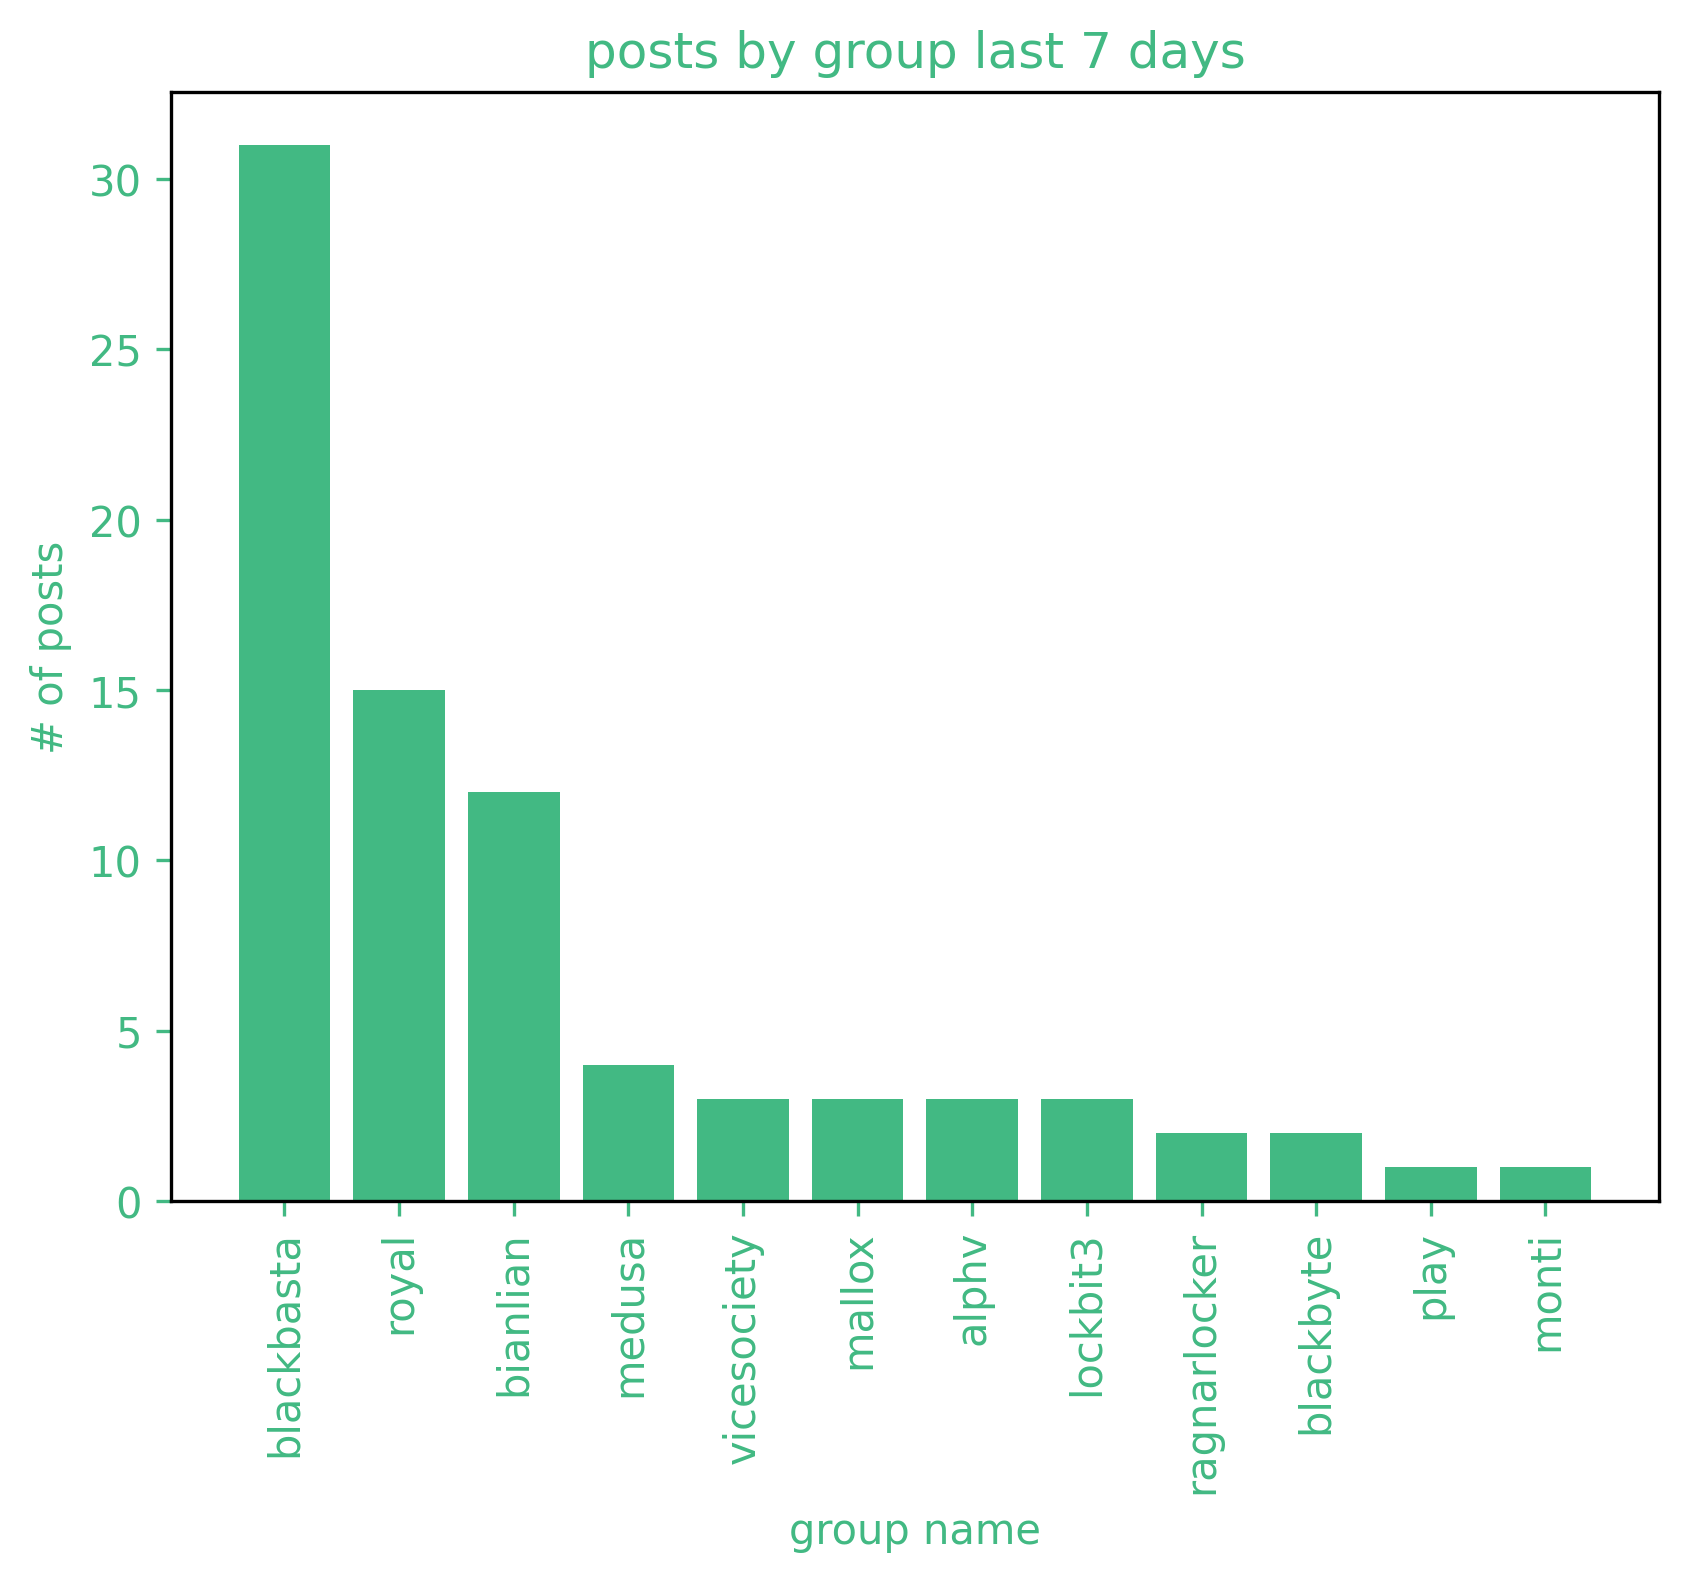 posts by group last 7 days
# of posts
30
25
20
15
10
5
0
blackbasta
royal
bianlian
medusa
vicesociety
mallox
alphv
lockbit3
ragnarlocker
blackbyte
play
monti
group name